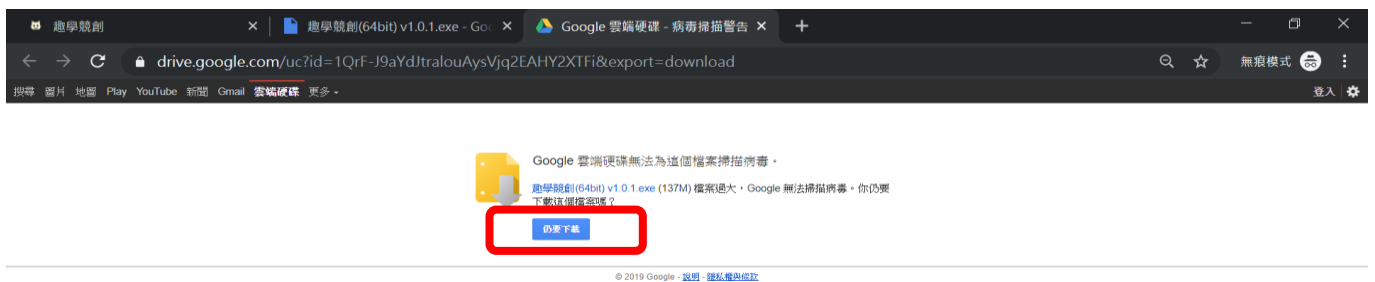 趣學競創
趣學競創(64bit) v1.0.1.exe - Goo
Google 雲端硬碟 - 病毒掃描警告
drive.google.com/uc?id=1QrF-J9aYdJtralouAysVjq2EAHY2XTFi&export=download
無痕模式
搜尋 圖片 地圖 Play YouTube 新聞 Gmail 雲端硬碟 更多
登入
Google 雲端硬碟無法為這個檔案掃描病毒。
趣學競創(64bit) v1.0.1.exe (137M) 檔案過大，Google 無法掃描病毒。你仍要
下載這個檔案嗎？
仍要下載
© 2019 Google - 說明 - 隱私權與條款